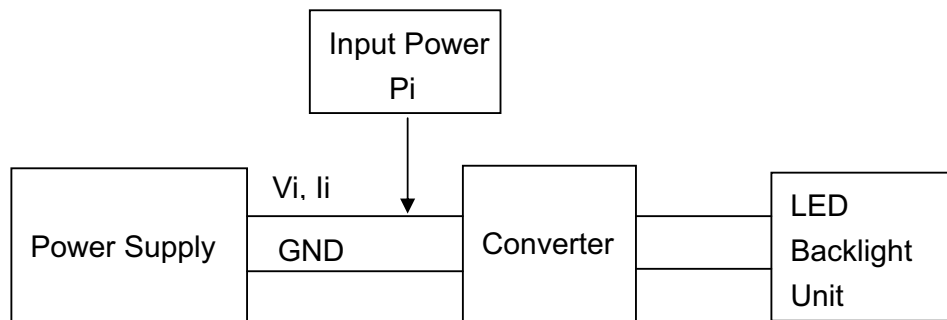 Input Power
Pi
Vi, Ii
GND
Power Supply
Converter
LED
Backlight
Unit